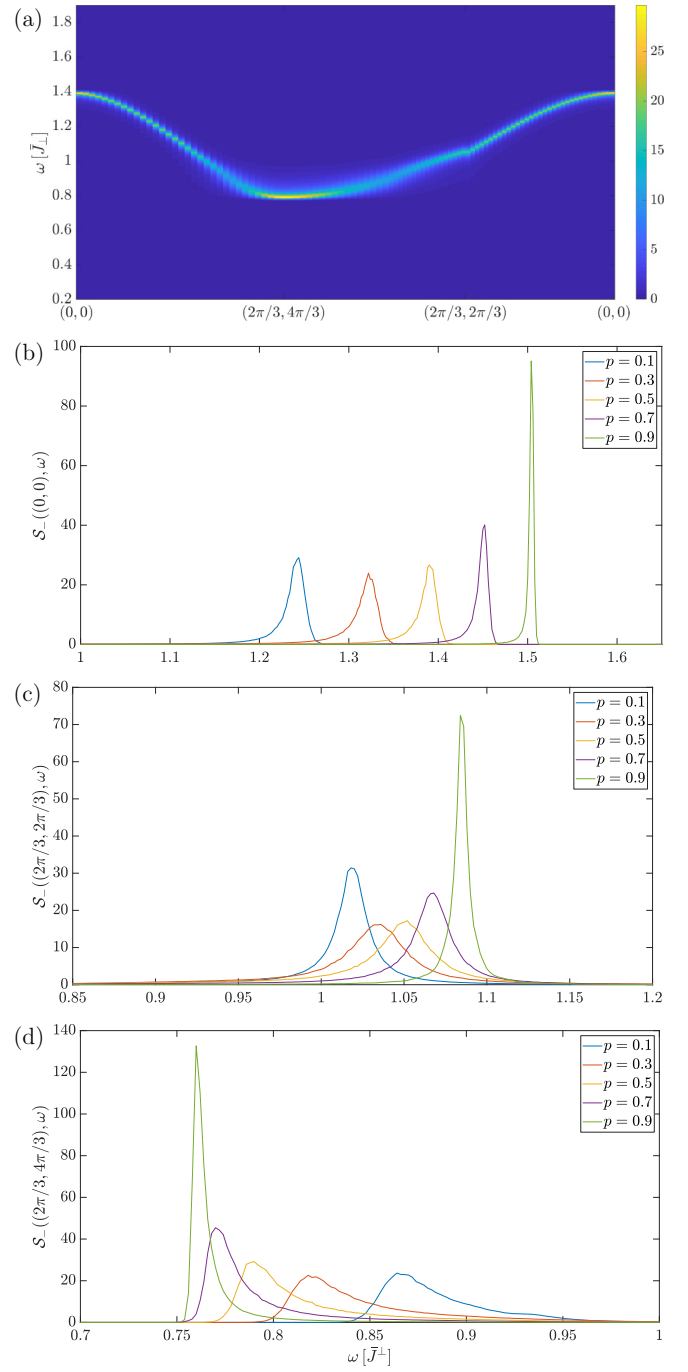 (a)
1.8
1.6
1.4
1.2
1
0.8
0.6
0.4
0.2
ω [J̄⊥]
(0, 0)
(2π/3, 4π/3)
(2π/3, 2π/3)
(0, 0)
25
20
15
10
5
0
(b)
100
80
60
40
20
0
S₋((0, 0), ω)
1
1.1
1.2
1.3
1.4
1.5
1.6
p = 0.1
p = 0.3
p = 0.5
p = 0.7
p = 0.9
(c)
80
70
60
50
40
30
20
10
0
S₋((2π/3, 2π/3), ω)
0.85
0.9
0.95
1
1.05
1.1
1.15
1.2
p = 0.1
p = 0.3
p = 0.5
p = 0.7
p = 0.9
(d)
140
120
100
80
60
40
20
0
S₋((2π/3, 4π/3), ω)
0.7
0.75
0.8
0.85
0.9
0.95
1
ω [J̄^⊥]
p = 0.1
p = 0.3
p = 0.5
p = 0.7
p = 0.9